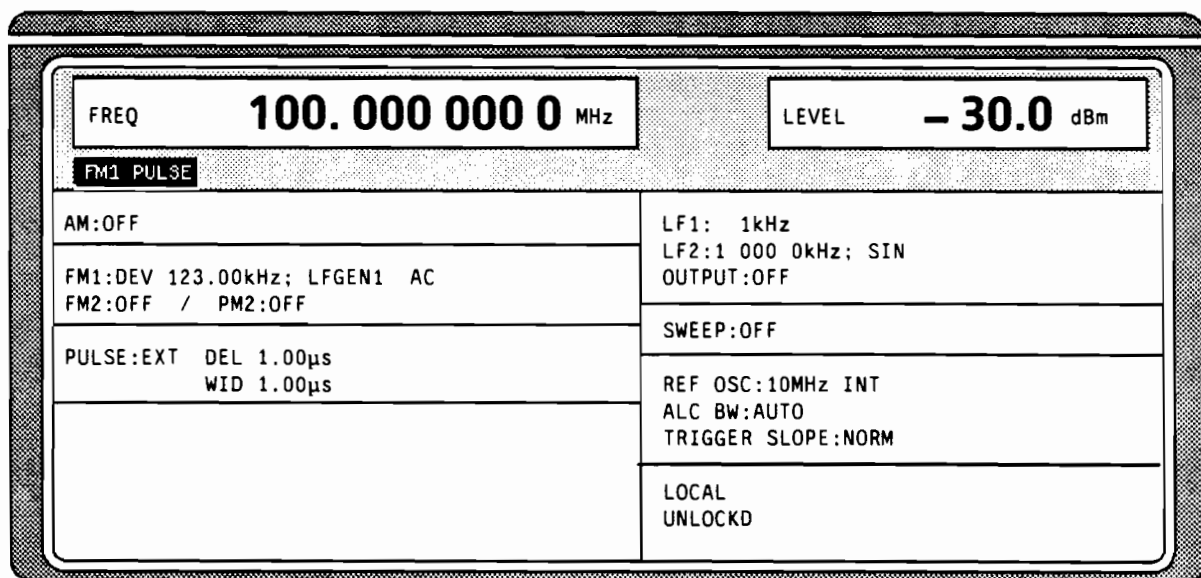 FREQ 100. 000 000 0 MHz
LEVEL – 30.0 dBm
FM1 PULSE
AM:OFF
FM1:DEV 123.00kHz; LFGEN1 AC
FM2:OFF / PM2:OFF
PULSE:EXT DEL 1.00µs
WID 1.00µs
LF1: 1kHz
LF2:1 000 0kHz; SIN
OUTPUT:OFF
SWEEP:OFF
REF OSC:10MHz INT
ALC BW:AUTO
TRIGGER SLOPE:NORM
LOCAL
UNLOCKD